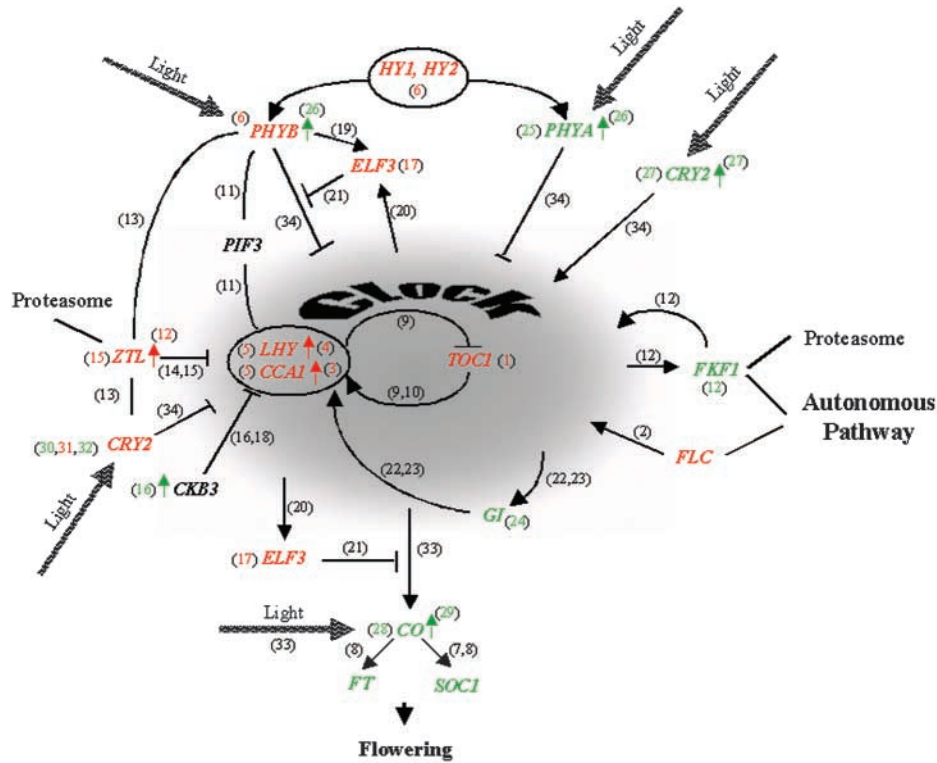 Light
Light
Light
HY1, HY2
(6)
(6) PHYB (26)
(19)
(25) PHYA (26)
ELF3 (17)
(27) CRY2 (27)
(11)
(21)
(34)
(20)
(34)
(34)
(13)
PIF3
(11)
CLOCK
Proteasome
(12)
(15) ZTL
(14,15)
(5) LHY (4)
(5) CCA1 (3)
(9)
TOC1 (1)
(9,10)
(12)
(12)
FKF1
(12)
Proteasome
Autonomous
Pathway
(13)
(34)
(30,31,32) CRY2
(16,18)
(16) CKB3
Light
(2)
FLC
(22,23)
(22,23)
GI (24)
(20)
(17) ELF3
(21)
(33)
Light
(33)
(28) CO (29)
(8)
(7,8)
FT
SOC1
Flowering